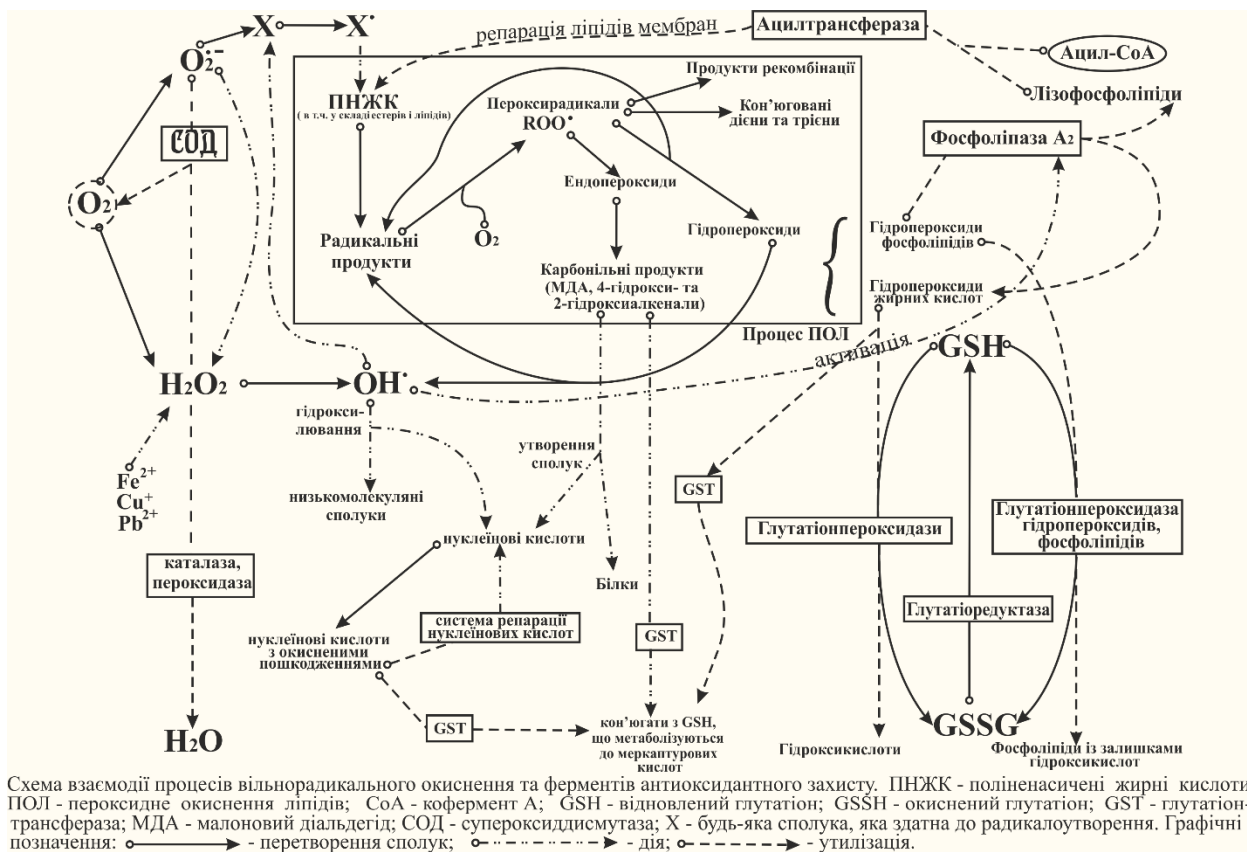 X
X•
репарація ліпідів мембран
Ацилтрансфераза
Ацил-CoA
Лізофосфоліпіди
O2•−
СОД
O2
ПНЖК
( в т.ч. у складі естерів і ліпідів)
Пероксирадикали
ROO•
Продукти рекомбінації
Кон'юговані
дієни та трієни
Фосфоліпаза A2
Ендопероксиди
Гідропероксиди
O2
Радикальні
продукти
Карбонільні продукти
(МДА, 4-гідрокси- та
2-гідроксиалкенали)
{
Процес ПОЛ
Гідропероксиди
фосфоліпідів
Гідропероксиди
жирних кислот
активація
H2O2
OH•
GSH
гідрокси-
лювання
Fe2+
Cu+
Pb2+
низькомолекуляні
сполуки
утворення
сполук
GST
нуклеїнові кислоти
Білки
Глутатіонпероксидази
Глутатіонпероксидаза
гідропероксидів,
фосфоліпідів
каталаза,
пероксидаза
система репарації
нуклеїнових кислот
Глутатіоредуктаза
нуклеїнові кислоти
з окисненими
пошкодженнями
GST
GST
кон'югати з GSH,
що метаболізуються
до меркаптурових
кислот
H2O
GSSG
Гідроксикислоти
Фосфоліпіди із залишками
гідроксикислот
Схема взаємодії процесів вільнорадикального окиснення та ферментів антиоксидантного захисту. ПНЖК - поліненасичені жирні кислоти
ПОЛ - пероксидне окиснення ліпідів; CoA - кофермент А; GSH - відновлений глутатіон; GSSH - окиснений глутатіон; GST - глутатіон-
трансфераза; МДА - малоновий діальдегід; СОД - супероксиддисмутаза; X - будь-яка сполука, яка здатна до радикалоутворення. Графічні
позначення: - перетворення сполук; - дія; - утилізація.